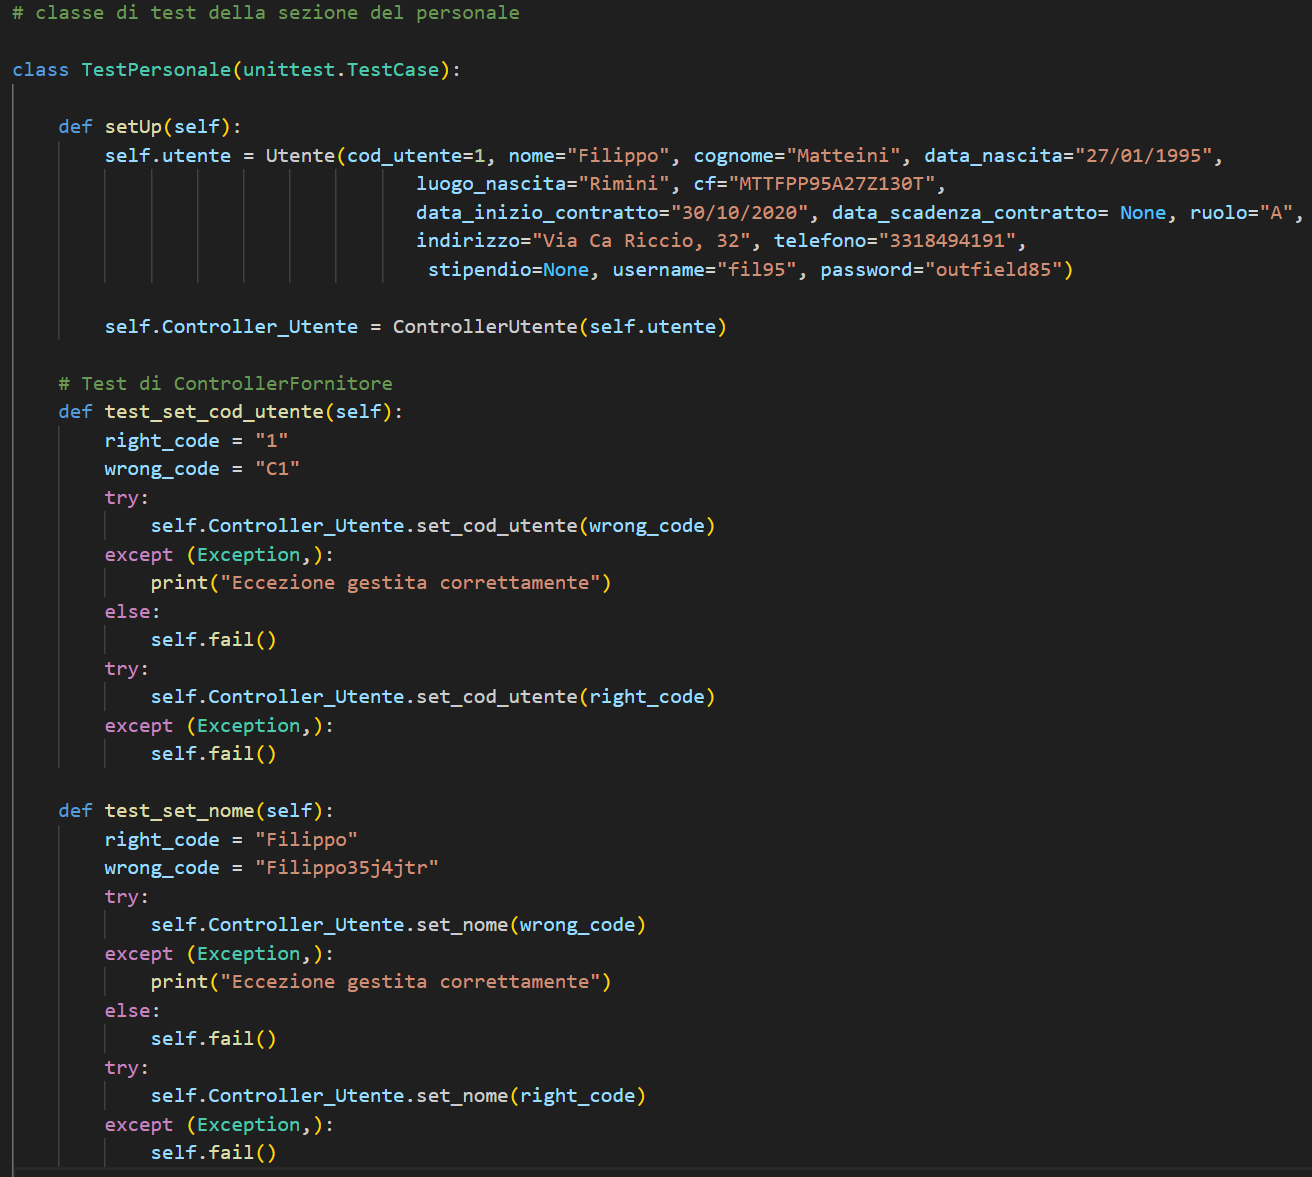 # classe di test della sezione del personale
class TestPersonale(unittest.TestCase):
def setUp(self):
self.utente = Utente(cod_utente=1, nome="Filippo", cognome="Matteini", data_nascita="27/01/1995",
luogo_nascita="Rimini", cf="MTTFPP95A27Z130T",
data_inizio_contratto="30/10/2020", data_scadenza_contratto= None, ruolo="A",
indirizzo="Via Ca Riccio, 32", telefono="3318494191",
stipendio=None, username="fil95", password="outfield85")
self.Controller_Utente = ControllerUtente(self.utente)
# Test di ControllerFornitore
def test_set_cod_utente(self):
right_code = "1"
wrong_code = "C1"
try:
self.Controller_Utente.set_cod_utente(wrong_code)
except (Exception,):
print("Eccezione gestita correttamente")
else:
self.fail()
try:
self.Controller_Utente.set_cod_utente(right_code)
except (Exception,):
self.fail()
def test_set_nome(self):
right_code = "Filippo"
wrong_code = "Filippo35j4jtr"
try:
self.Controller_Utente.set_nome(wrong_code)
except (Exception,):
print("Eccezione gestita correttamente")
else:
self.fail()
try:
self.Controller_Utente.set_nome(right_code)
except (Exception,):
self.fail()